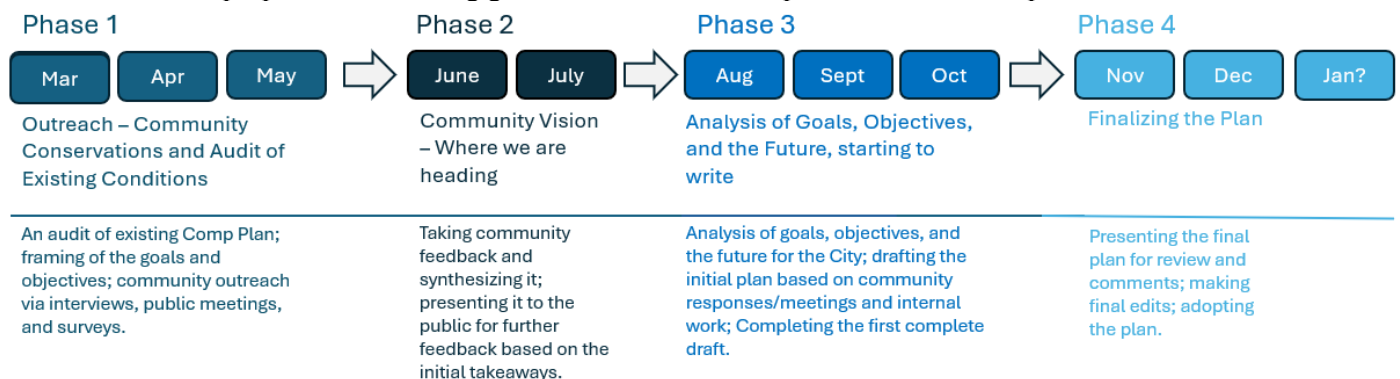 Phase 1
Mar
Apr
May
Outreach – Community
Conservations and Audit of
Existing Conditions
An audit of existing Comp Plan;
framing of the goals and
objectives; community outreach
via interviews, public meetings,
and surveys.
Phase 2
June
July
Community Vision
– Where we are
heading
Taking community
feedback and
synthesizing it;
presenting it to the
public for further
feedback based on the
initial takeaways.
Phase 3
Aug
Sept
Oct
Analysis of Goals, Objectives,
and the Future, starting to
write
Analysis of goals, objectives, and
the future for the City; drafting the
initial plan based on community
responses/meetings and internal
work; Completing the first complete
draft.
Phase 4
Nov
Dec
Jan?
Finalizing the Plan
Presenting the final
plan for review and
comments; making
final edits; adopting
the plan.